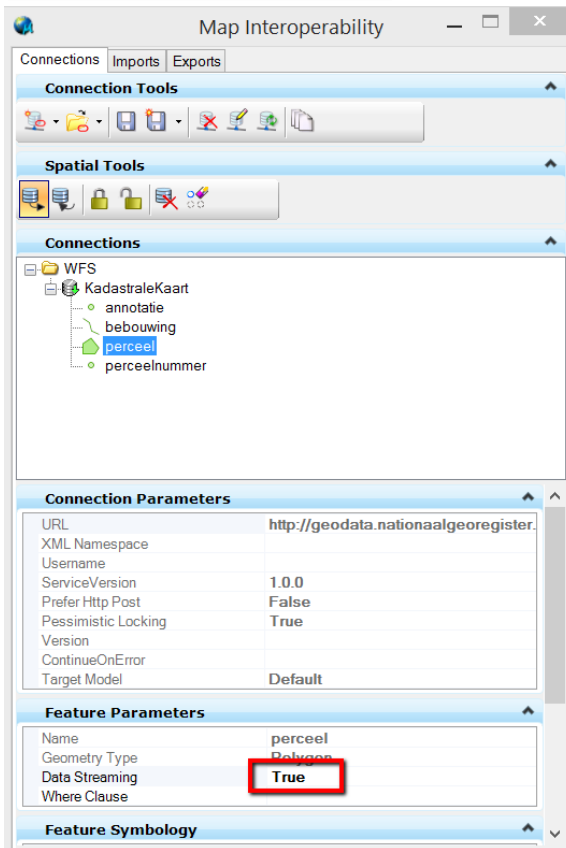 Map Interoperability
Connections Imports Exports
Connection Tools
Spatial Tools
Connections
WFS
KadastraleKaart
annotatie
bebouwing
perceel
perceelnummer
Connection Parameters
URL http://geodata.nationaalgeoregister.
XML Namespace
Username
ServiceVersion 1.0.0
Prefer Http Post False
Pessimistic Locking True
Version
ContinueOnError
Target Model Default
Feature Parameters
Name perceel
Geometry Type Polygon
Data Streaming True
Where Clause
Feature Symbology